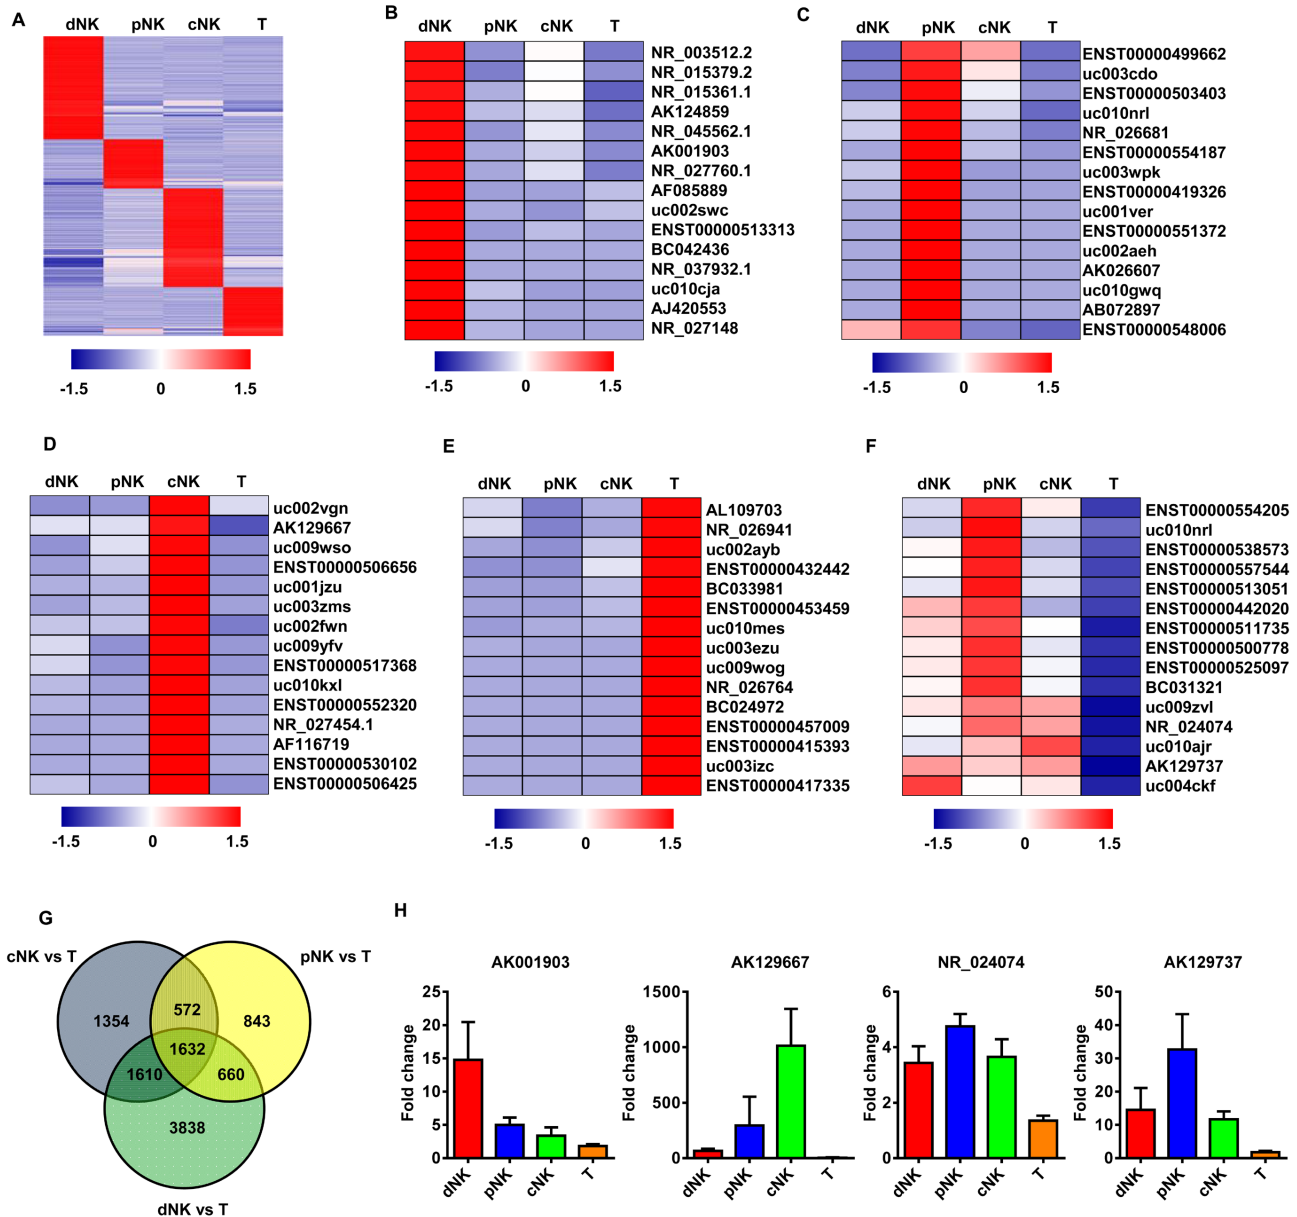 A
dNK pNK cNK T
-1.5 0 1.5
B
dNK pNK cNK T
NR_003512.2
NR_015379.2
NR_015361.1
AK124859
NR_045562.1
AK001903
NR_027760.1
AF085889
uc002swc
ENST00000513313
BC042436
NR_037932.1
uc010cja
AJ420553
NR_027148
-1.5 0 1.5
C
dNK pNK cNK T
ENST00000499662
uc003cdo
ENST00000503403
uc010nrl
NR_026681
ENST00000554187
uc003wpk
ENST00000419326
uc001ver
ENST00000551372
uc002aeh
AK026607
uc010gwq
AB072897
ENST00000548006
-1.5 0 1.5
D
dNK pNK cNK T
uc002vgn
AK129667
uc009wso
ENST00000506656
uc001jzu
uc003zms
uc002fwn
uc009yfv
ENST00000517368
uc010kxl
ENST00000552320
NR_027454.1
AF116719
ENST00000530102
ENST00000506425
-1.5 0 1.5
E
dNK pNK cNK T
AL109703
NR_026941
uc002ayb
ENST00000432442
BC033981
ENST00000453459
uc010mes
uc003ezu
uc009wog
NR_026764
BC024972
ENST00000457009
ENST00000415393
uc003izc
ENST00000417335
-1.5 0 1.5
F
dNK pNK cNK T
ENST00000554205
uc010nrl
ENST00000538573
ENST00000557544
ENST00000513051
ENST00000442020
ENST00000511735
ENST00000500778
ENST00000525097
BC031321
uc009zvl
NR_024074
uc010ajr
AK129737
uc004ckf
-1.5 0 1.5
G
cNK vs T
pNK vs T
1354
572
843
1632
1610
660
3838
dNK vs T
H
AK001903
Fold change
25
20
15
10
5
0
dNK pNK cNK T
AK129667
Fold change
1500
1000
500
0
dNK pNK cNK T
NR_024074
Fold change
6
4
2
0
dNK pNK cNK T
AK129737
Fold change
50
40
30
20
10
0
dNK pNK cNK T